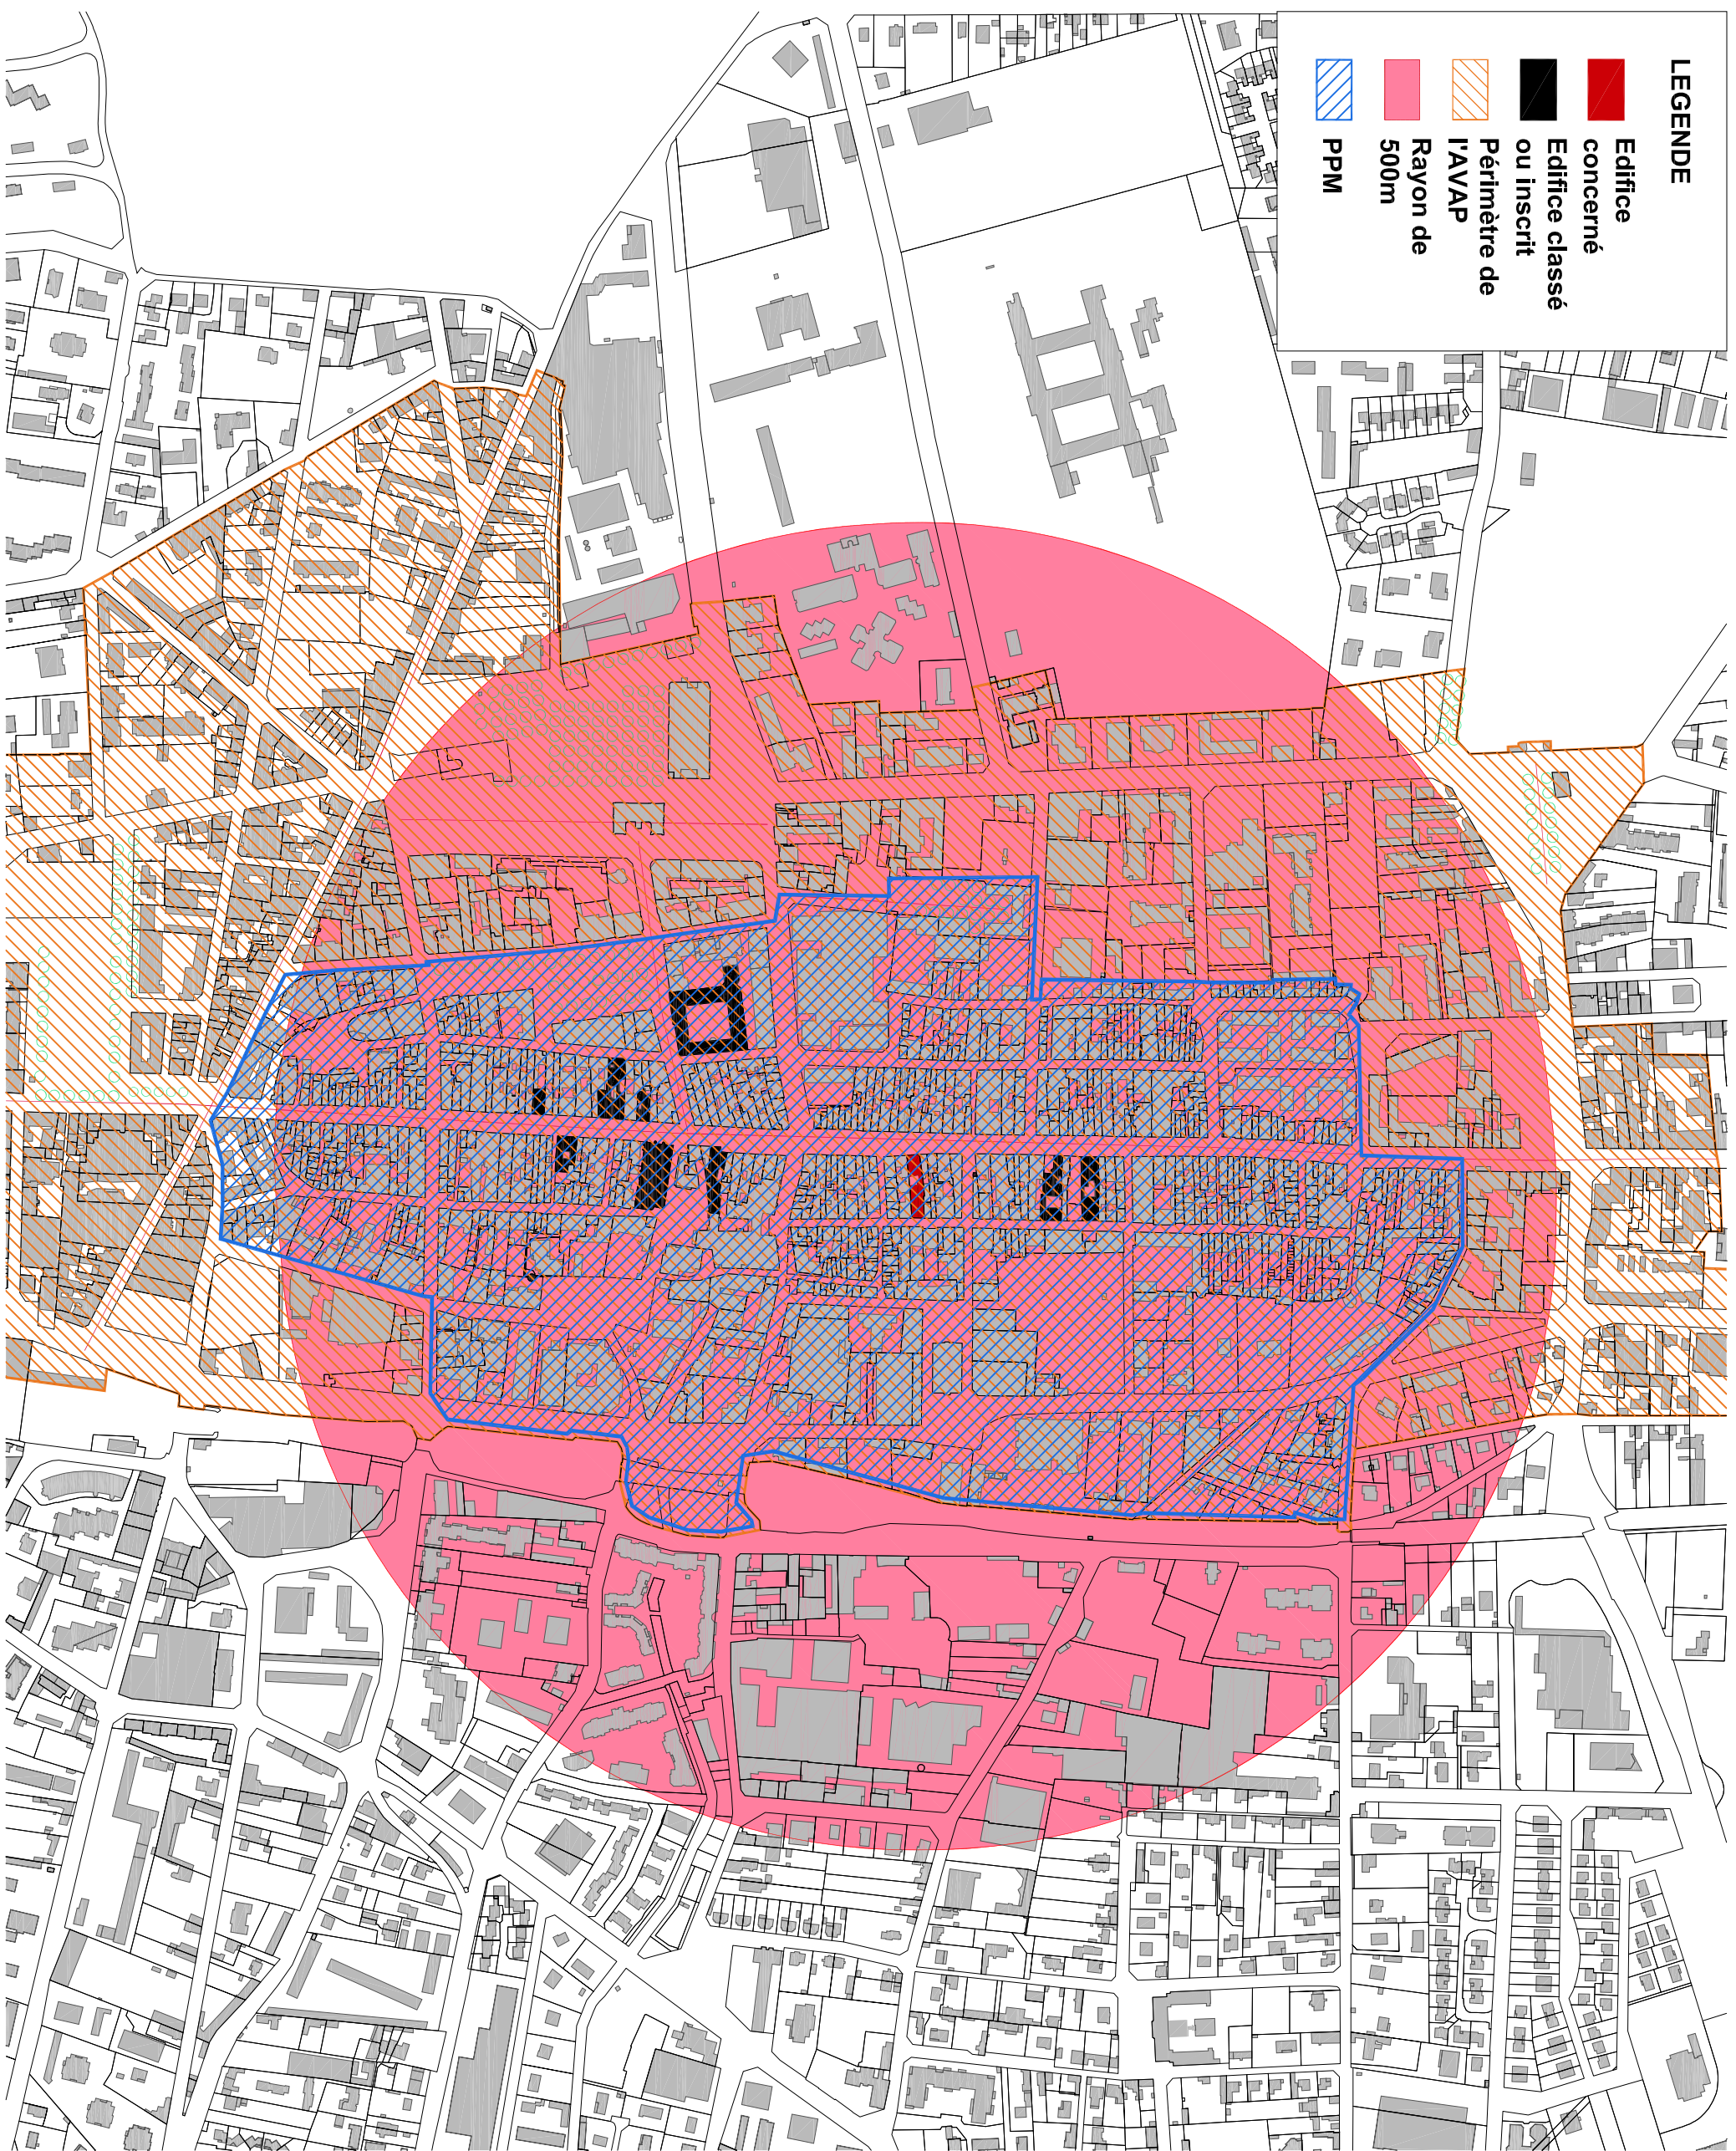 LEGENDE
Edifice
concerné
Edifice classé
ou inscrit
Périmètre de
l'AVAP
Rayon de
500m
PPM